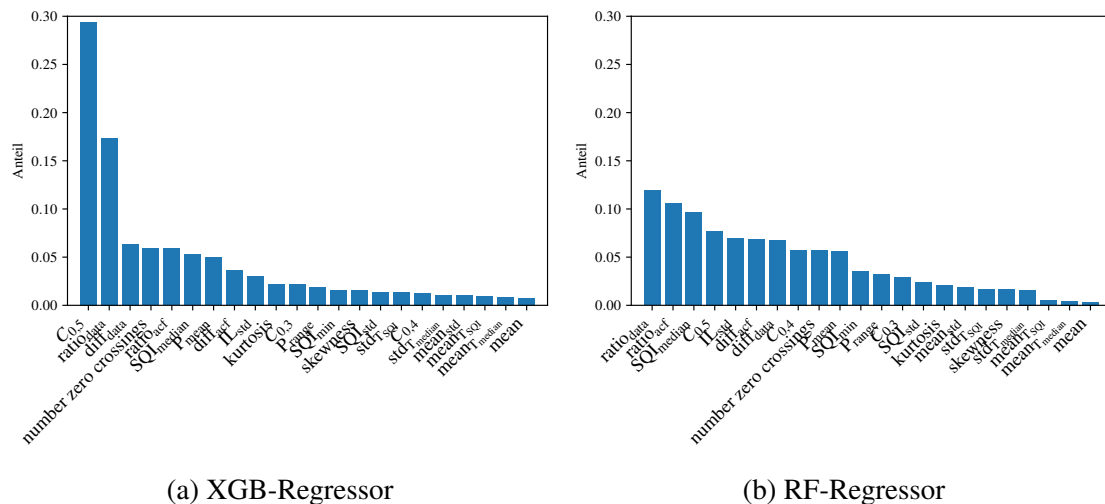 0.30
0.25
0.20
0.15
0.10
0.05
0.00
Anteil
C0.5
ratiodata
diffdata
number zero crossings
ratioacf
SQImedian
Pmean
diffacf
ILstd
kurtosis
C0.3
Prange
SQImin
skewness
SQIstd
stdTSQI
C0.4
stdTmedian
meanstd
meanTSQI
meanTmedian
mean
(a) XGB-Regressor
0.30
0.25
0.20
0.15
0.10
0.05
0.00
Anteil
ratiodata
ratioacf
SQImedian
C0.5
ILstd
diffacf
diffdata
C0.4
number zero crossings
Pmean
SQImin
Prange
C0.3
SQIstd
kurtosis
meanstd
stdTSQI
skewness
stdTmedian
meanTSQI
meanTmedian
mean
(b) RF-Regressor